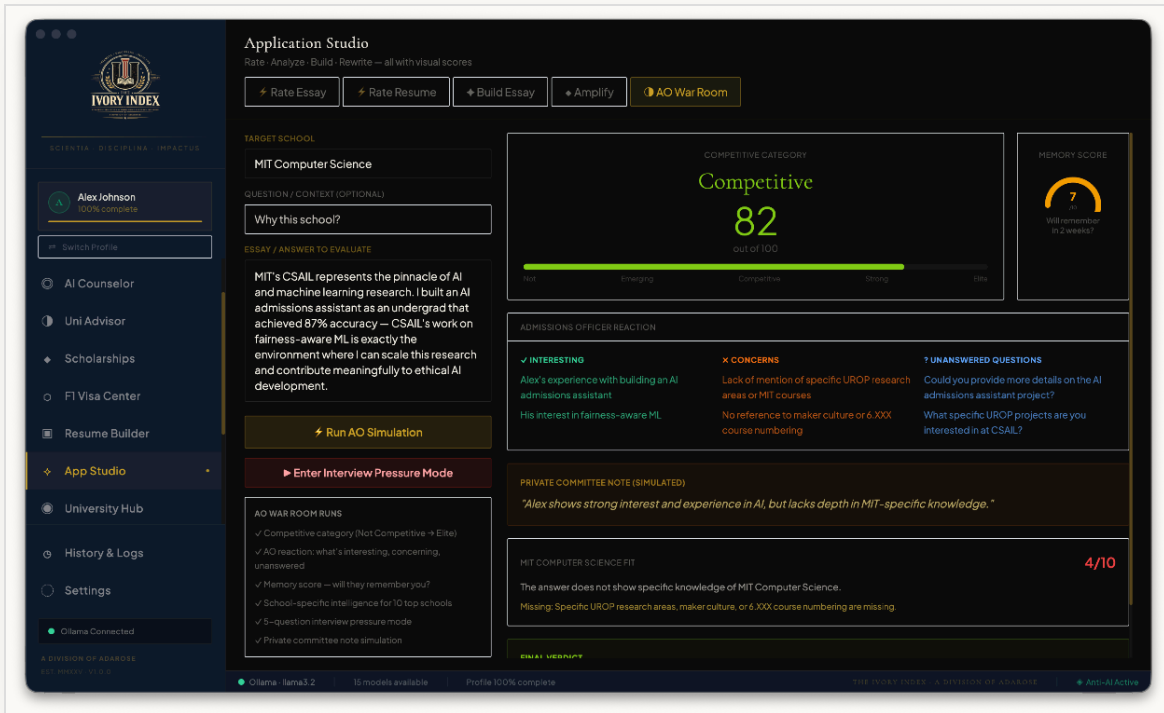 IVORY INDEX
SCIENTIA · DISCIPLINA · IMPACTUS
A
Alex Johnson
100% complete
Switch Profile
AI Counselor
Uni Advisor
Scholarships
F1 Visa Center
Resume Builder
App Studio
University Hub
History & Logs
Settings
Ollama Connected
A DIVISION OF ADAROSE
Application Studio
Rate · Analyze · Build · Rewrite — all with visual scores
⚡ Rate Essay
⚡ Rate Resume
✦ Build Essay
◆ Amplify
◑ AO War Room
TARGET SCHOOL
MIT Computer Science
QUESTION / CONTEXT (OPTIONAL)
Why this school?
ESSAY / ANSWER TO EVALUATE
MIT's CSAIL represents the pinnacle of AI
and machine learning research. I built an AI
admissions assistant as an undergrad that
achieved 87% accuracy — CSAIL's work on
fairness-aware ML is exactly the
environment where I can scale this research
and contribute meaningfully to ethical AI
development.
⚡ Run AO Simulation
▶ Enter Interview Pressure Mode
AO WAR ROOM RUNS
✓ Competitive category (Not Competitive → Elite)
✓ AO reaction: what's interesting, concerning,
unanswered
✓ Memory score — will they remember you?
✓ School-specific intelligence for 10 top schools
✓ 5-question interview pressure mode
✓ Private committee note simulation
COMPETITIVE CATEGORY
Competitive
82
out of 100
Not Emerging Competitive Strong Elite
MEMORY SCORE
7
/10
Will remember
in 2 weeks?
ADMISSIONS OFFICER REACTION
✓ INTERESTING
Alex's experience with building an AI
admissions assistant
His interest in fairness-aware ML
✕ CONCERNS
Lack of mention of specific UROP research
areas or MIT courses
No reference to maker culture or 6.XXX
course numbering
? UNANSWERED QUESTIONS
Could you provide more details on the AI
admissions assistant project?
What specific UROP projects are you
interested in at CSAIL?
PRIVATE COMMITTEE NOTE (SIMULATED)
"Alex shows strong interest and experience in AI, but lacks depth in MIT-specific knowledge."
MIT COMPUTER SCIENCE FIT
4/10
The answer does not show specific knowledge of MIT Computer Science.
Missing: Specific UROP research areas, maker culture, or 6.XXX course numbering are missing.
FINAL VERDICT
Ollama · llama3.2
15 models available
Profile 100% complete
THE IVORY INDEX · A DIVISION OF ADAROSE
Anti-AI Active